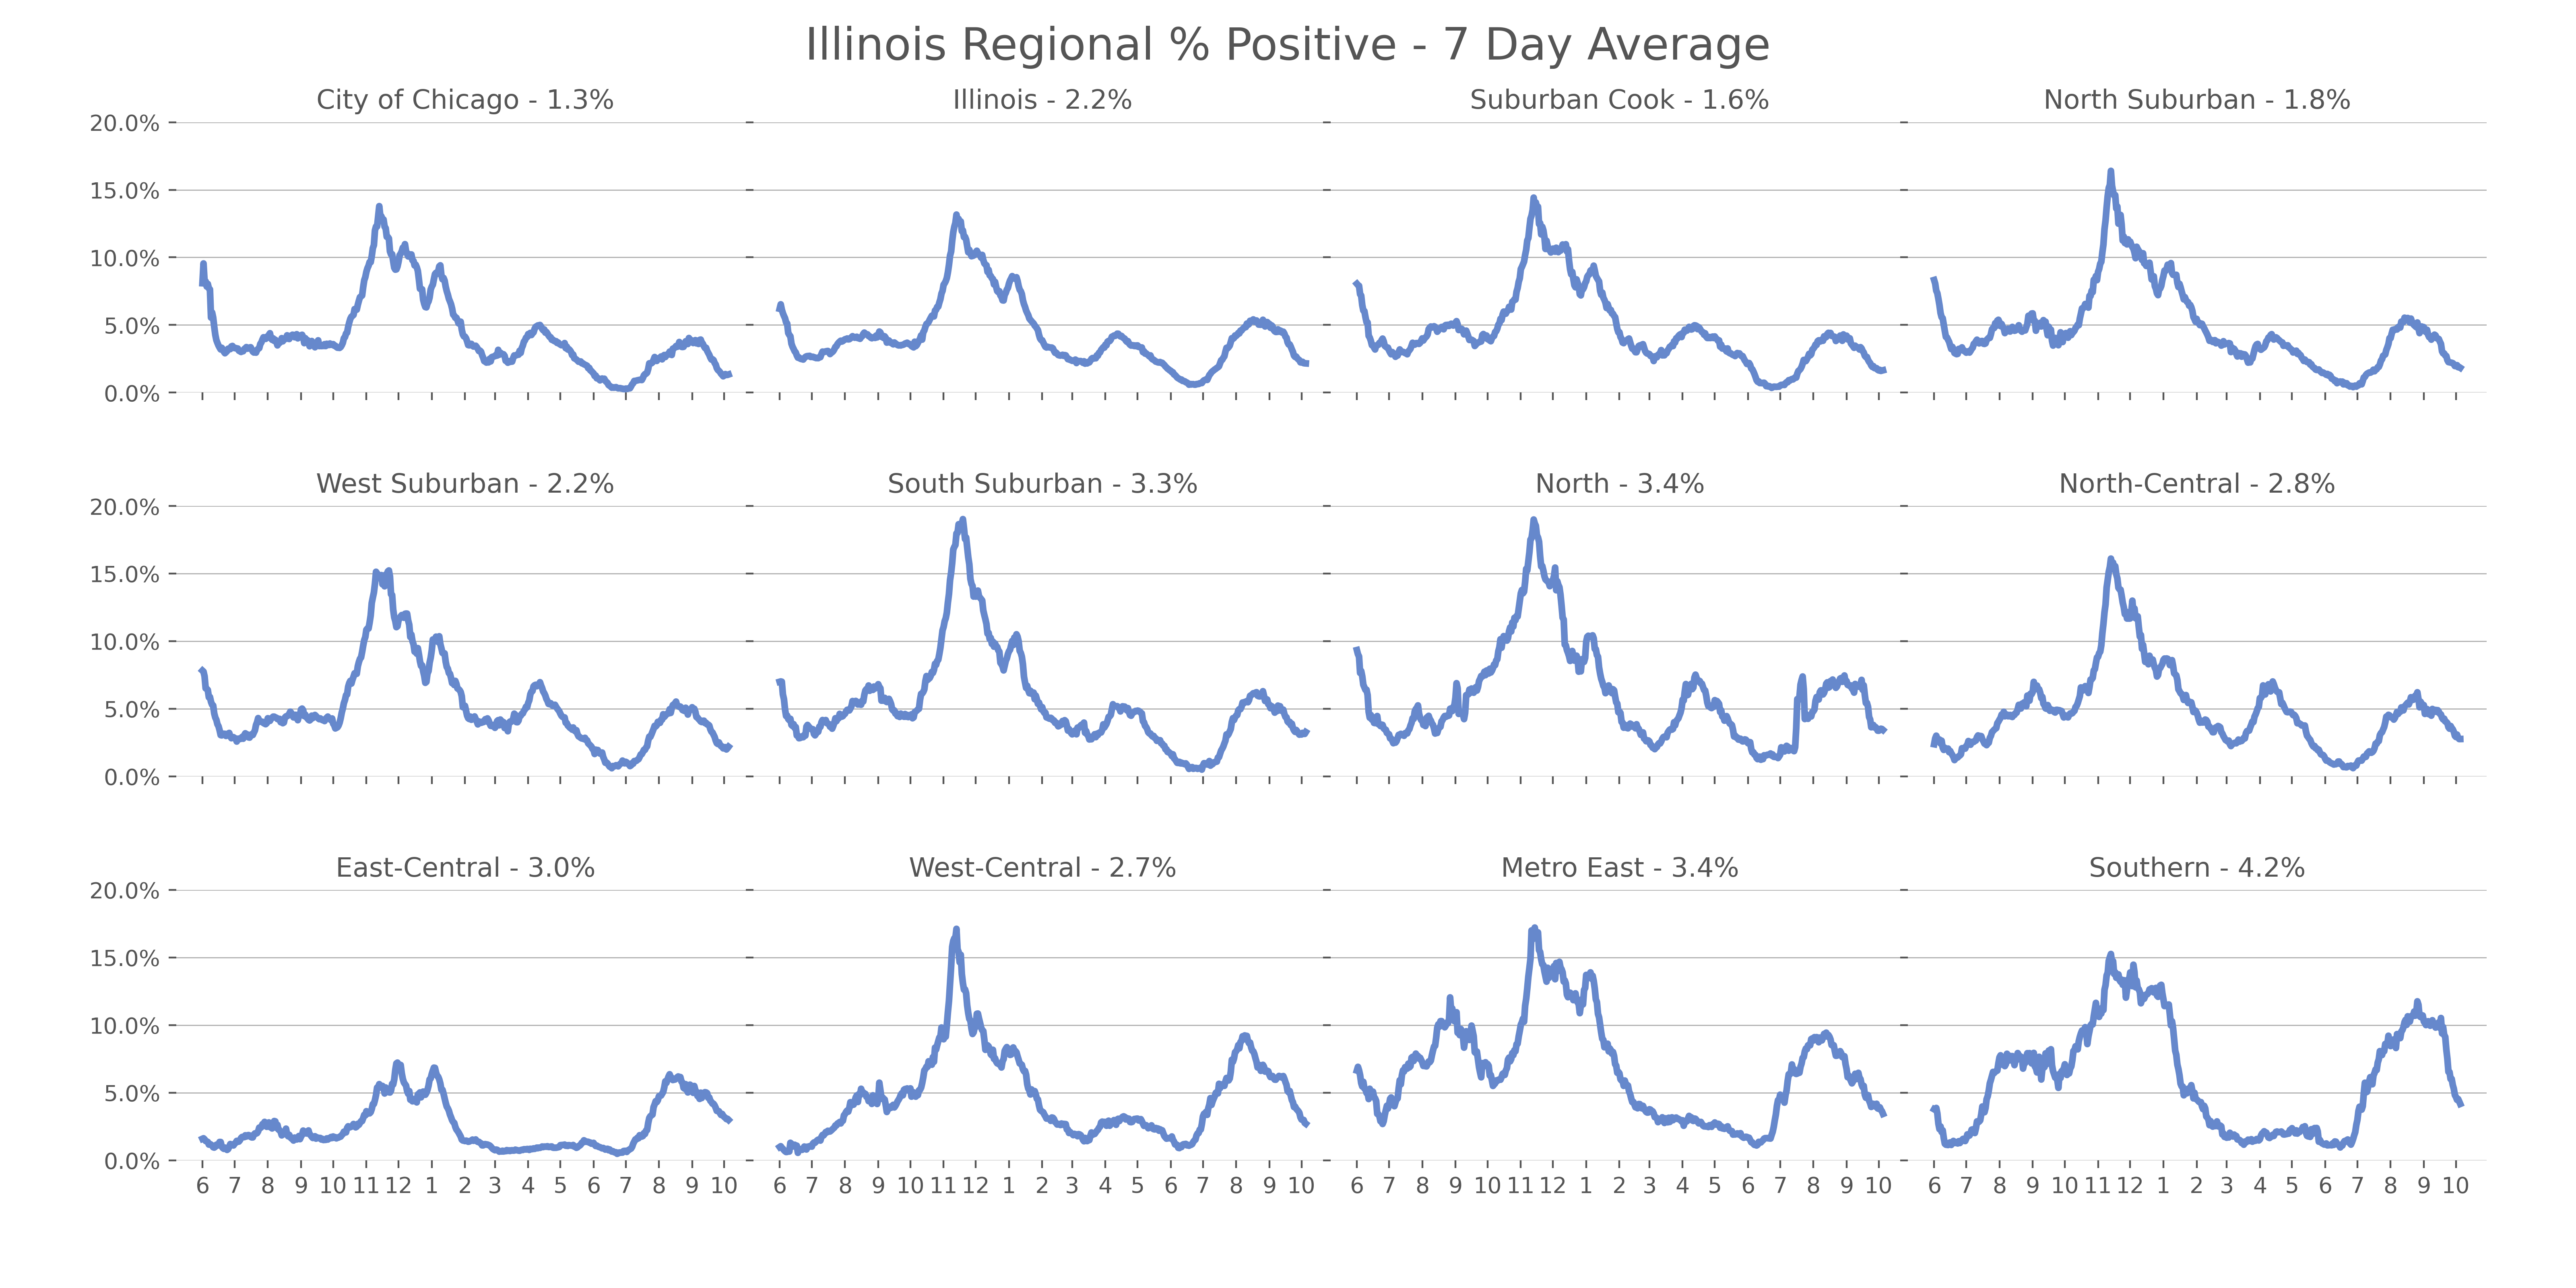 Illinois Regional % Positive - 7 Day Average
City of Chicago - 1.3%
Illinois - 2.2%
Suburban Cook - 1.6%
North Suburban - 1.8%
20.0%
15.0%
10.0%
5.0%
0.0%
West Suburban - 2.2%
South Suburban - 3.3%
North - 3.4%
North-Central - 2.8%
20.0%
15.0%
10.0%
5.0%
0.0%
East-Central - 3.0%
West-Central - 2.7%
Metro East - 3.4%
Southern - 4.2%
20.0%
15.0%
10.0%
5.0%
0.0%
6 7 8 9 10 11 12 1 2 3 4 5 6 7 8 9 10
6 7 8 9 10 11 12 1 2 3 4 5 6 7 8 9 10
6 7 8 9 10 11 12 1 2 3 4 5 6 7 8 9 10
6 7 8 9 10 11 12 1 2 3 4 5 6 7 8 9 10